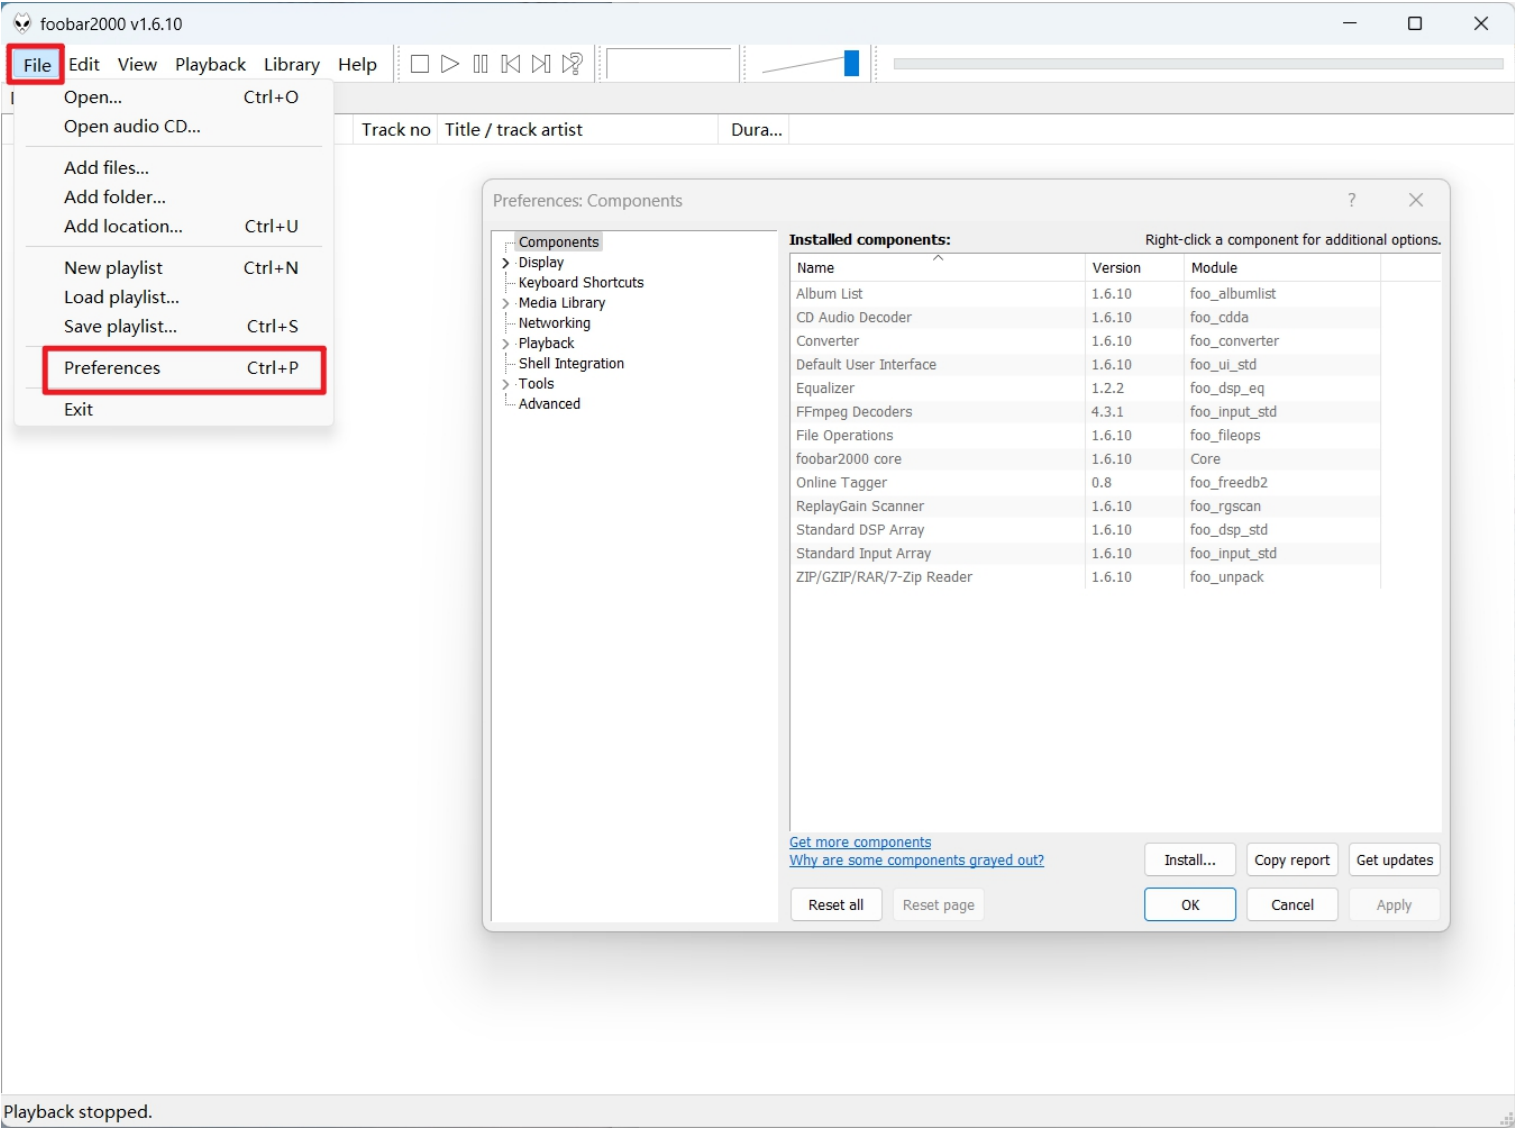 foobar2000 v1.6.10
File Edit View Playback Library Help
Open... Ctrl+O
Open audio CD...
Add files...
Add folder...
Add location... Ctrl+U
New playlist Ctrl+N
Load playlist...
Save playlist... Ctrl+S
Preferences Ctrl+P
Exit
Track no Title / track artist Dura...
Preferences: Components ?
Components
Display
Keyboard Shortcuts
Media Library
Networking
Playback
Shell Integration
Tools
Advanced
Installed components: Right-click a component for additional options.
Name Version Module
Album List 1.6.10 foo_albumlist
CD Audio Decoder 1.6.10 foo_cdda
Converter 1.6.10 foo_converter
Default User Interface 1.6.10 foo_ui_std
Equalizer 1.2.2 foo_dsp_eq
FFmpeg Decoders 4.3.1 foo_input_std
File Operations 1.6.10 foo_fileops
foobar2000 core 1.6.10 Core
Online Tagger 0.8 foo_freedb2
ReplayGain Scanner 1.6.10 foo_rgscan
Standard DSP Array 1.6.10 foo_dsp_std
Standard Input Array 1.6.10 foo_input_std
ZIP/GZIP/RAR/7-Zip Reader 1.6.10 foo_unpack
Get more components
Why are some components grayed out?
Install... Copy report Get updates
Reset all Reset page OK Cancel Apply
Playback stopped.